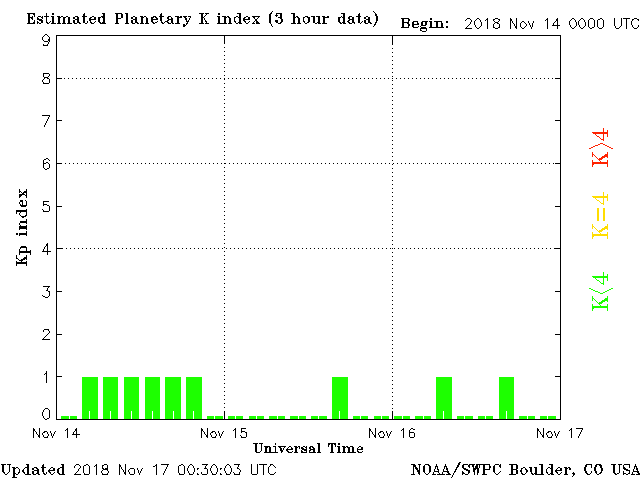 Estimated Planetary K index (3 hour data)
Begin: 2018 Nov 14 0000 UTC
9
8
7
6
5
4
3
2
1
0
Kp index
K>4
K=4
K<4
Nov 14 Nov 15 Nov 16 Nov 17
Universal Time
Updated 2018 Nov 17 00:30:03 UTC
NOAA/SWPC Boulder, CO USA